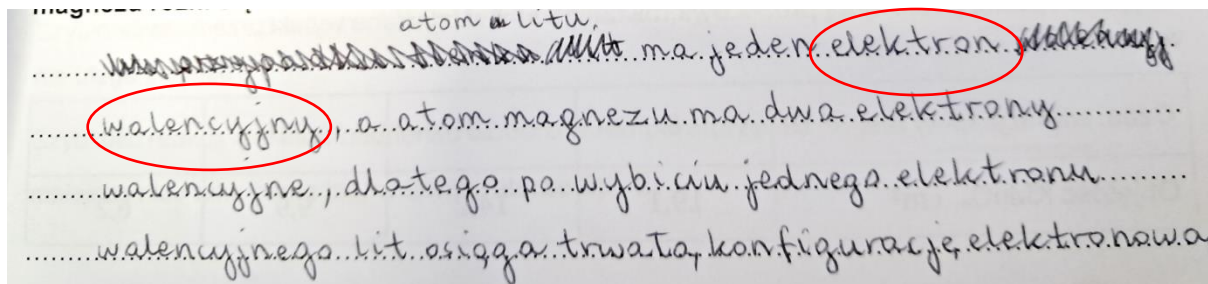 atom litu
ma jeden elektron
walencyjny, a atom magnezu ma dwa elektrony
walencyjne, dlatego po wybiciu jednego elektronu
walencyjnego lit osiąga trwałą konfigurację elektronowa